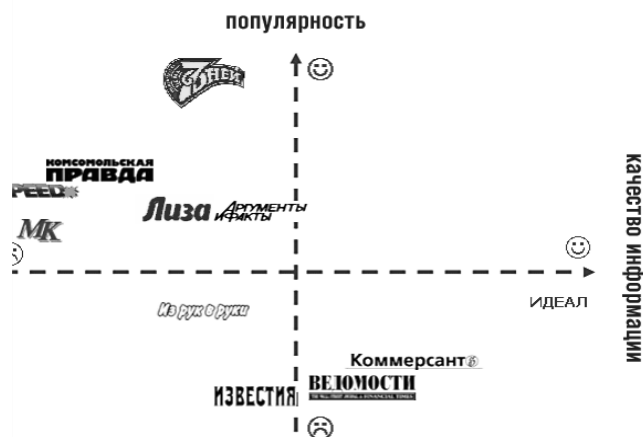 популярность
7 ДНЕЙ
КОМСОМОЛЬСКАЯ
ПРАВДА
Лиза
АРГУМЕНТЫ
И ФАКТЫ
МК
качество информации
ИДЕАЛ
Из рук в руки
Коммерсантъ
ИЗВЕСТИЯ
ВЕДОМОСТИ